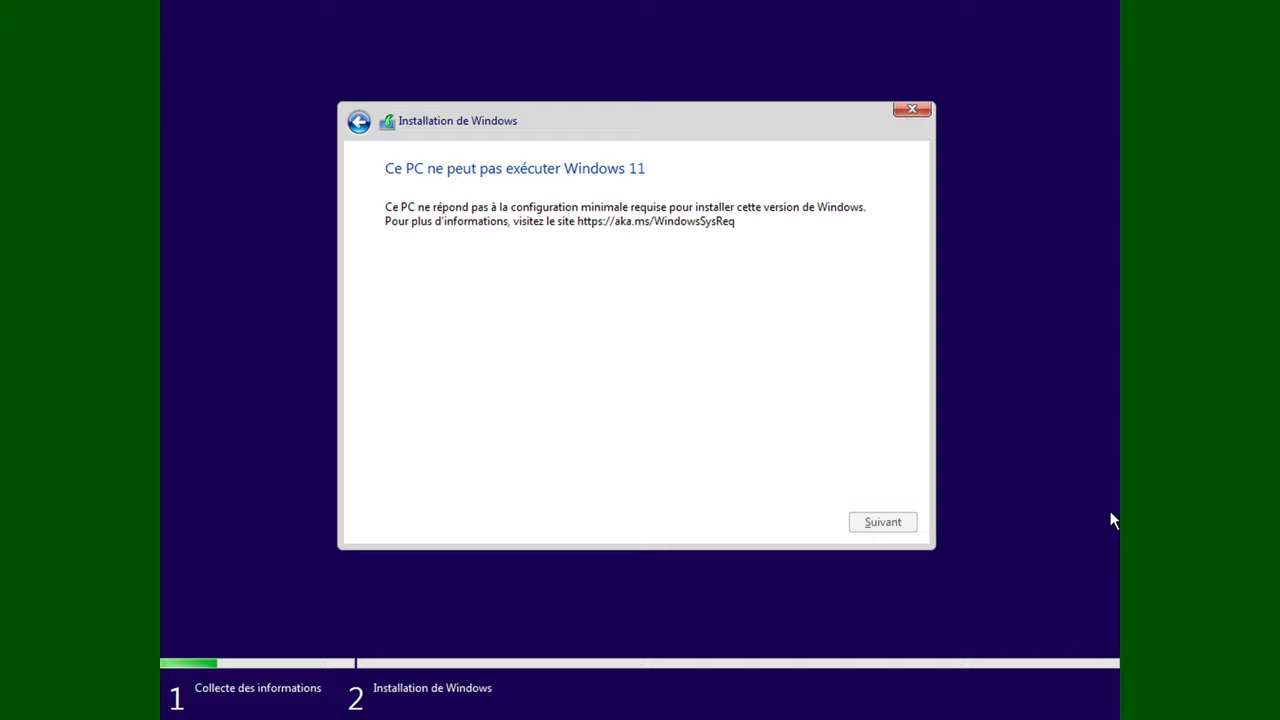 Installation de Windows
Ce PC ne peut pas exécuter Windows 11
Ce PC ne répond pas à la configuration minimale requise pour installer cette version de Windows.
Pour plus d'informations, visitez le site https://aka.ms/WindowsSysReq
Suivant
1 Collecte des informations
2 Installation de Windows